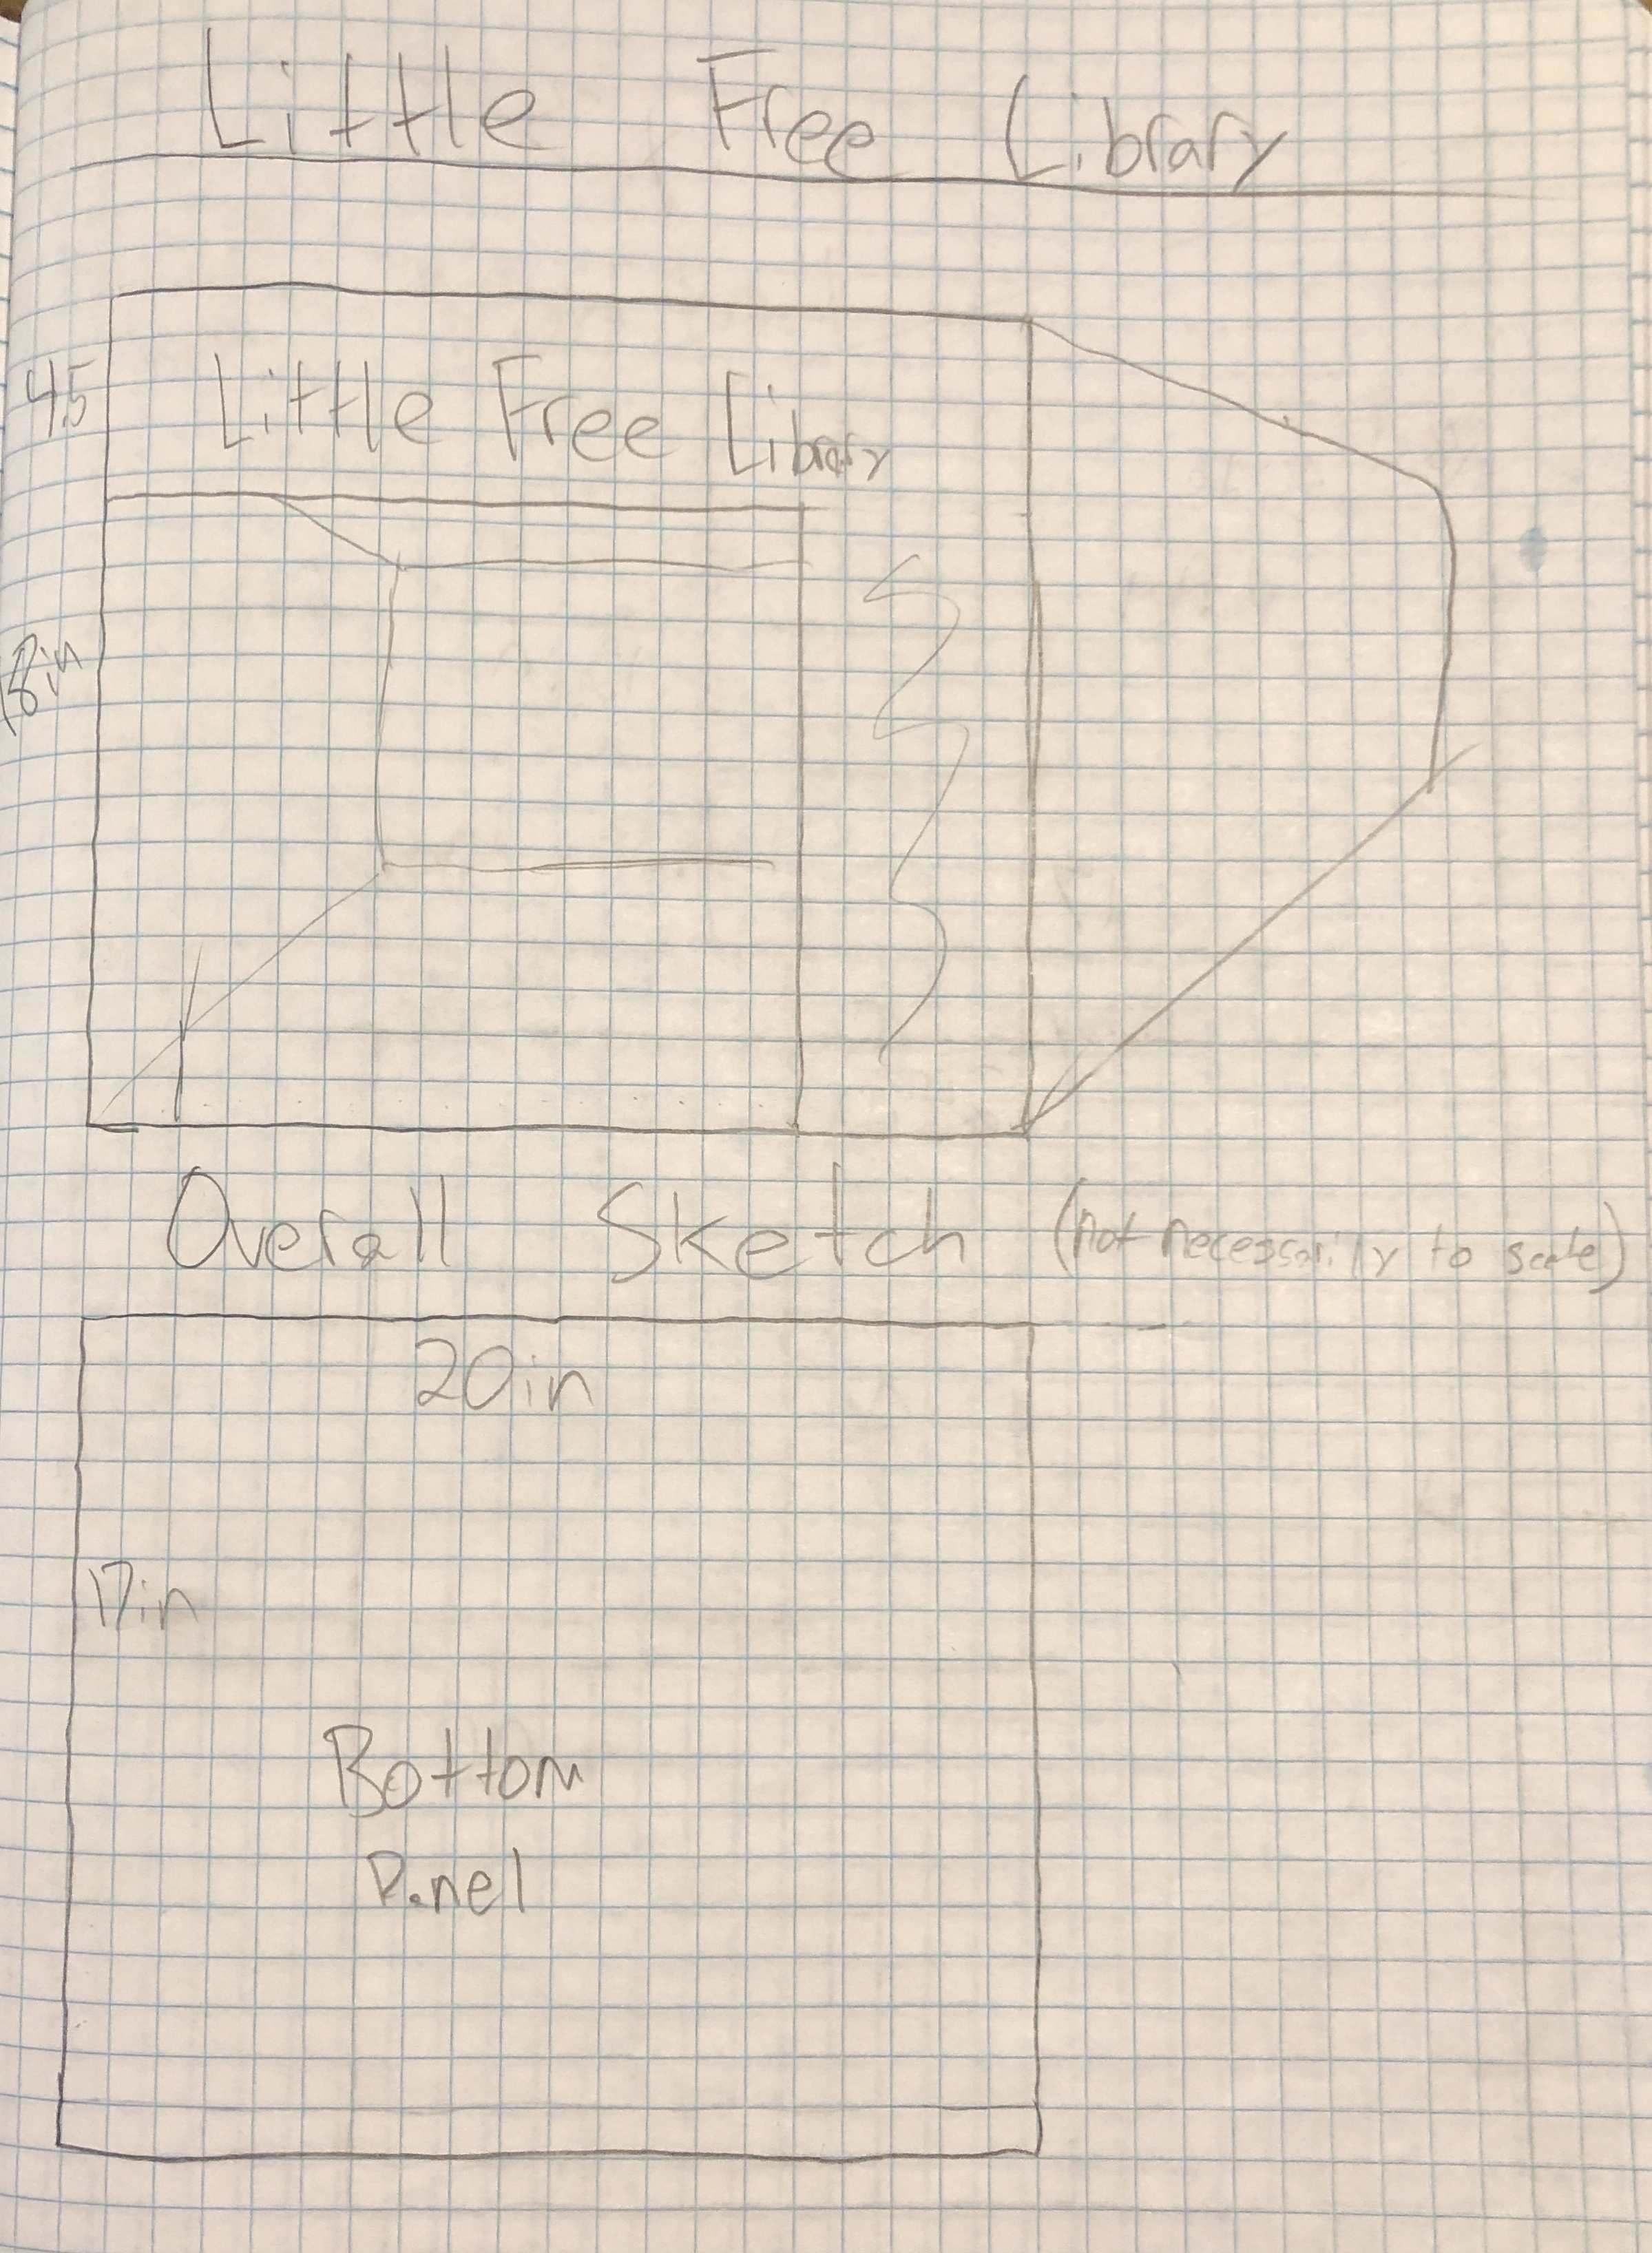 Little Free Library
4.5
Little Free Library
18in
Overall Sketch (not necessarily to scale)
20in
17in
Bottom
Panel